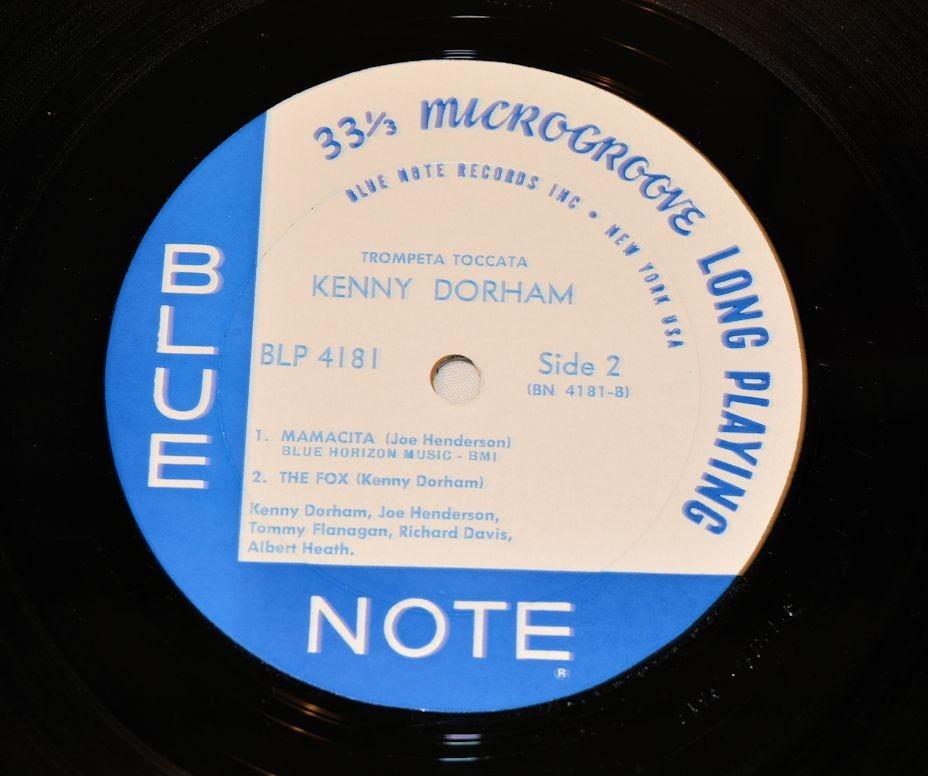 33⅓ MICROGROOVE LONG PLAYING
BLUE NOTE RECORDS INC • NEW YORK USA
TROMPETA TOCCATA
KENNY DORHAM
BLP 4181
Side 2
(BN 4181-B)
1. MAMACITA (Joe Henderson)
BLUE HORIZON MUSIC - BMI
2. THE FOX (Kenny Dorham)
Kenny Dorham, Joe Henderson,
Tommy Flanagan, Richard Davis,
Albert Heath.
BLUE
NOTE
®